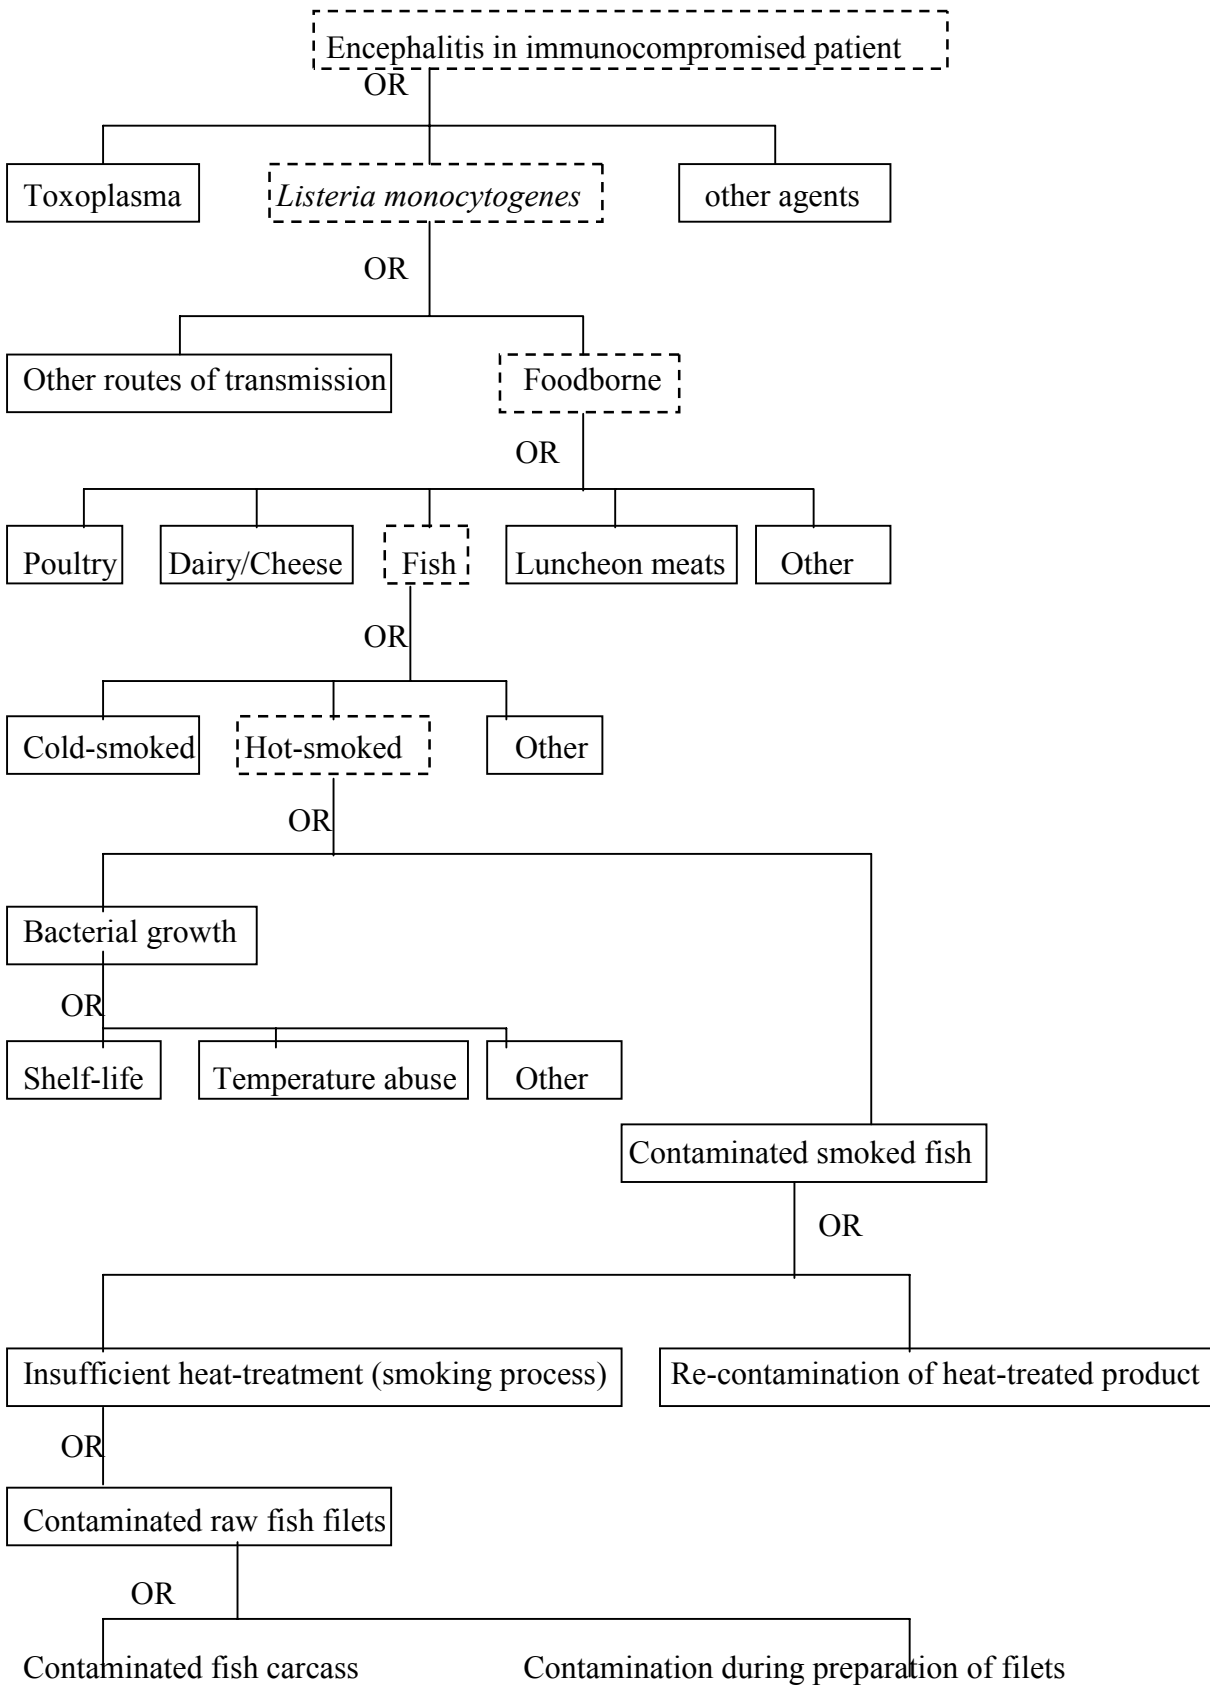 Encephalitis in immunocompromised patient
OR
Toxoplasma
Listeria monocytogenes
other agents
OR
Other routes of transmission
Foodborne
OR
Poultry
Dairy/Cheese
Fish
Luncheon meats
Other
OR
Cold-smoked
Hot-smoked
Other
OR
Bacterial growth
OR
Shelf-life
Temperature abuse
Other
Contaminated smoked fish
OR
Insufficient heat-treatment (smoking process)
Re-contamination of heat-treated product
OR
Contaminated raw fish filets
OR
Contaminated fish carcass
Contamination during preparation of filets